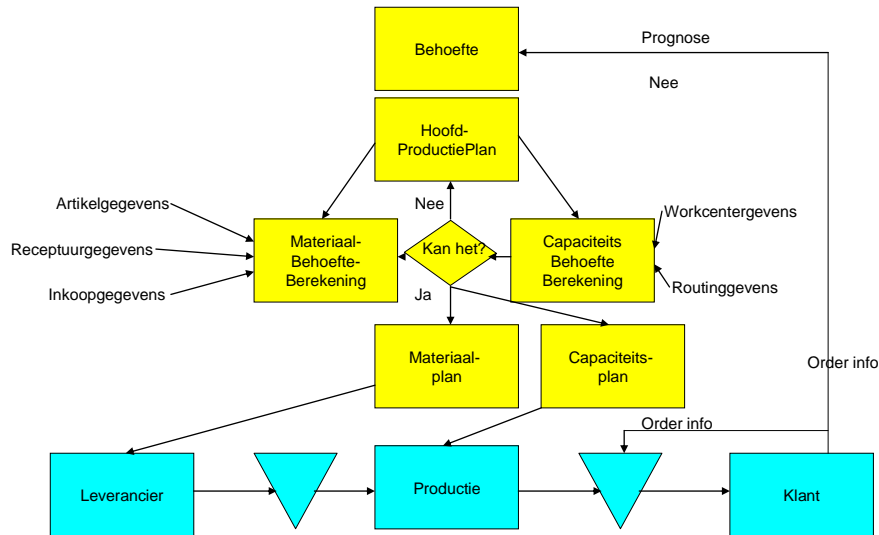 Behoefte
Prognose
Nee
Hoofd-
ProductiePlan
Nee
Artikelgegevens
Receptuurgegevens
Inkoopgegevens
Materiaal-
Behoefte-
Berekening
Kan het?
Capaciteits
Behoefte
Berekening
Workcentergevens
Routinggevens
Ja
Materiaal-
plan
Capaciteits-
plan
Order info
Order info
Leverancier
Productie
Klant